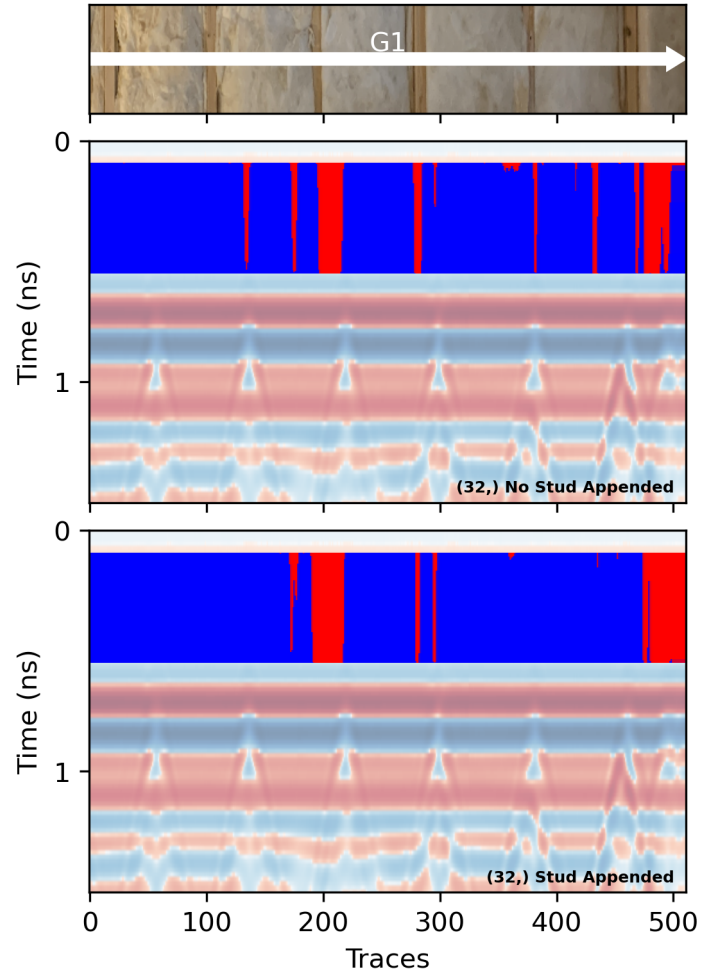 G1
0
Time (ns)
1
(32,) No Stud Appended
0
Time (ns)
1
(32,) Stud Appended
0 100 200 300 400 500
Traces